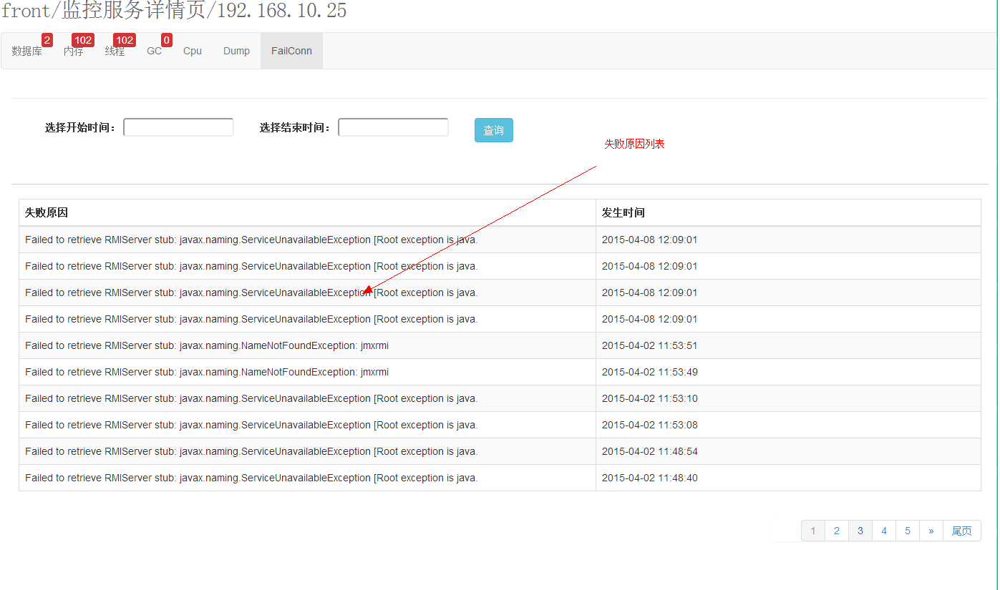 front/监控服务详情页/192.168.10.25
数据库 2 内存 102 线程 102 GC 0 Cpu Dump FailConn
选择开始时间： 选择结束时间： 查询
失败原因列表
失败原因 发生时间
Failed to retrieve RMIServer stub: javax.naming.ServiceUnavailableException [Root exception is java. 2015-04-08 12:09:01
Failed to retrieve RMIServer stub: javax.naming.ServiceUnavailableException [Root exception is java. 2015-04-08 12:09:01
Failed to retrieve RMIServer stub: javax.naming.ServiceUnavailableException [Root exception is java. 2015-04-08 12:09:01
Failed to retrieve RMIServer stub: javax.naming.ServiceUnavailableException [Root exception is java. 2015-04-08 12:09:01
Failed to retrieve RMIServer stub: javax.naming.NameNotFoundException: jmxrmi 2015-04-02 11:53:51
Failed to retrieve RMIServer stub: javax.naming.NameNotFoundException: jmxrmi 2015-04-02 11:53:49
Failed to retrieve RMIServer stub: javax.naming.ServiceUnavailableException [Root exception is java. 2015-04-02 11:53:10
Failed to retrieve RMIServer stub: javax.naming.ServiceUnavailableException [Root exception is java. 2015-04-02 11:53:08
Failed to retrieve RMIServer stub: javax.naming.ServiceUnavailableException [Root exception is java. 2015-04-02 11:48:54
Failed to retrieve RMIServer stub: javax.naming.ServiceUnavailableException [Root exception is java. 2015-04-02 11:48:40
1 2 3 4 5 » 尾页